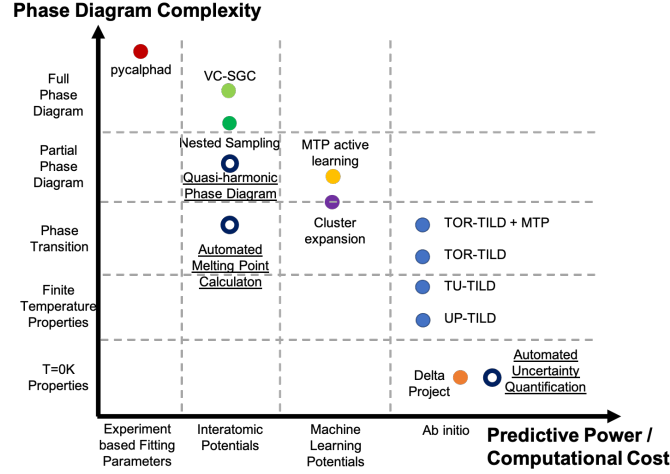 Phase Diagram Complexity
pycalphad
VC-SGC
Full
Phase
Diagram
Nested Sampling
MTP active
learning
Partial
Phase
Diagram
Quasi-harmonic
Phase Diagram
Cluster
expansion
Phase
Transition
TOR-TILD + MTP
Automated
Melting Point
Calculaton
TOR-TILD
Finite
Temperature
Properties
TU-TILD
UP-TILD
T=0K
Properties
Delta
Project
Automated
Uncertainty
Quantification
Experiment
based Fitting
Parameters
Interatomic
Potentials
Machine
Learning
Potentials
Ab initio
Predictive Power /
Computational Cost